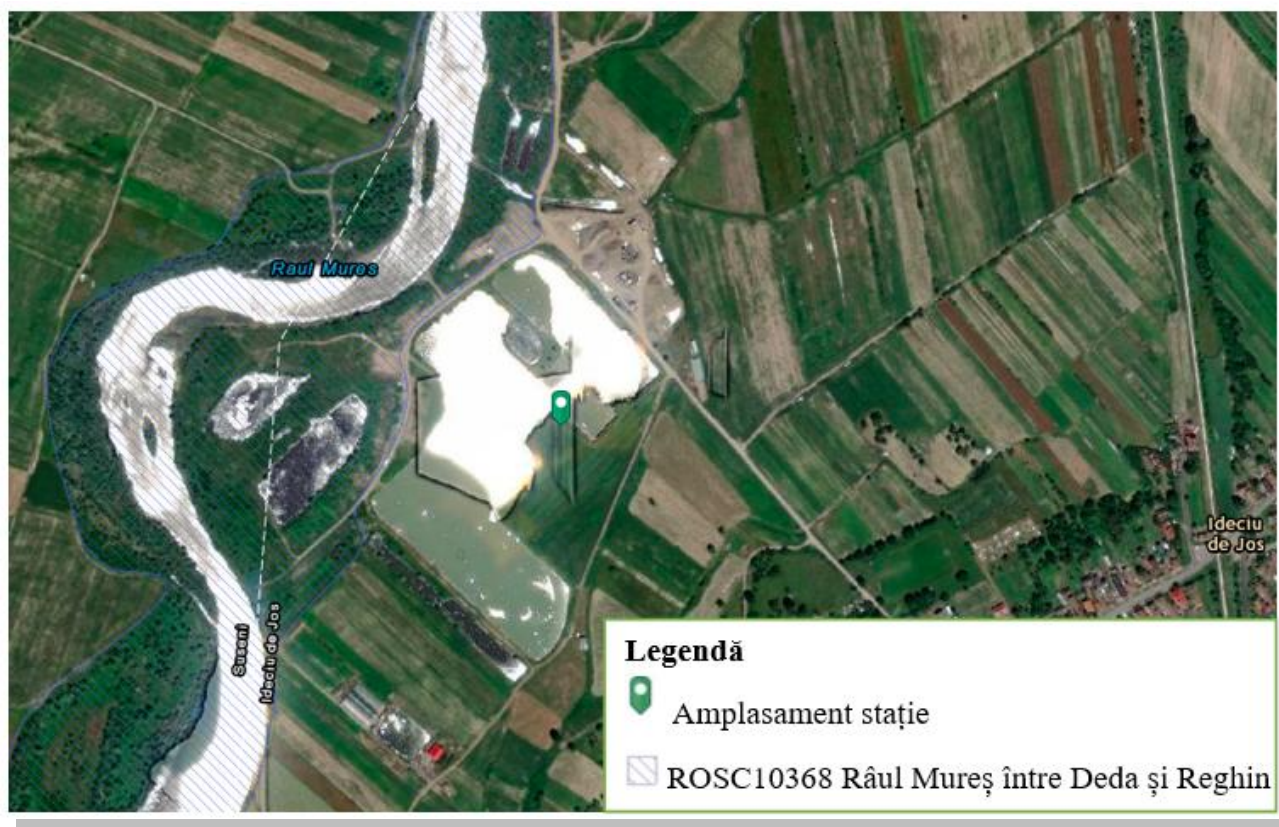 Raul Mures
Ideciu
de Jos
Suseni
Ideciu de Jos
Legendă
Amplasament stație
ROSC10368 Râul Mureș între Deda și Reghin